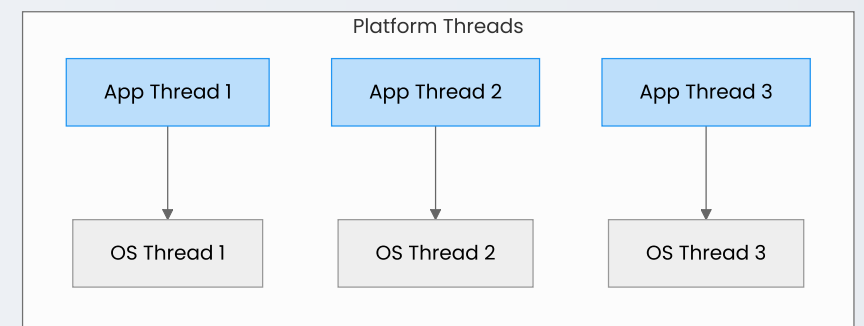 Platform Threads
App Thread 1
App Thread 2
App Thread 3
OS Thread 1
OS Thread 2
OS Thread 3